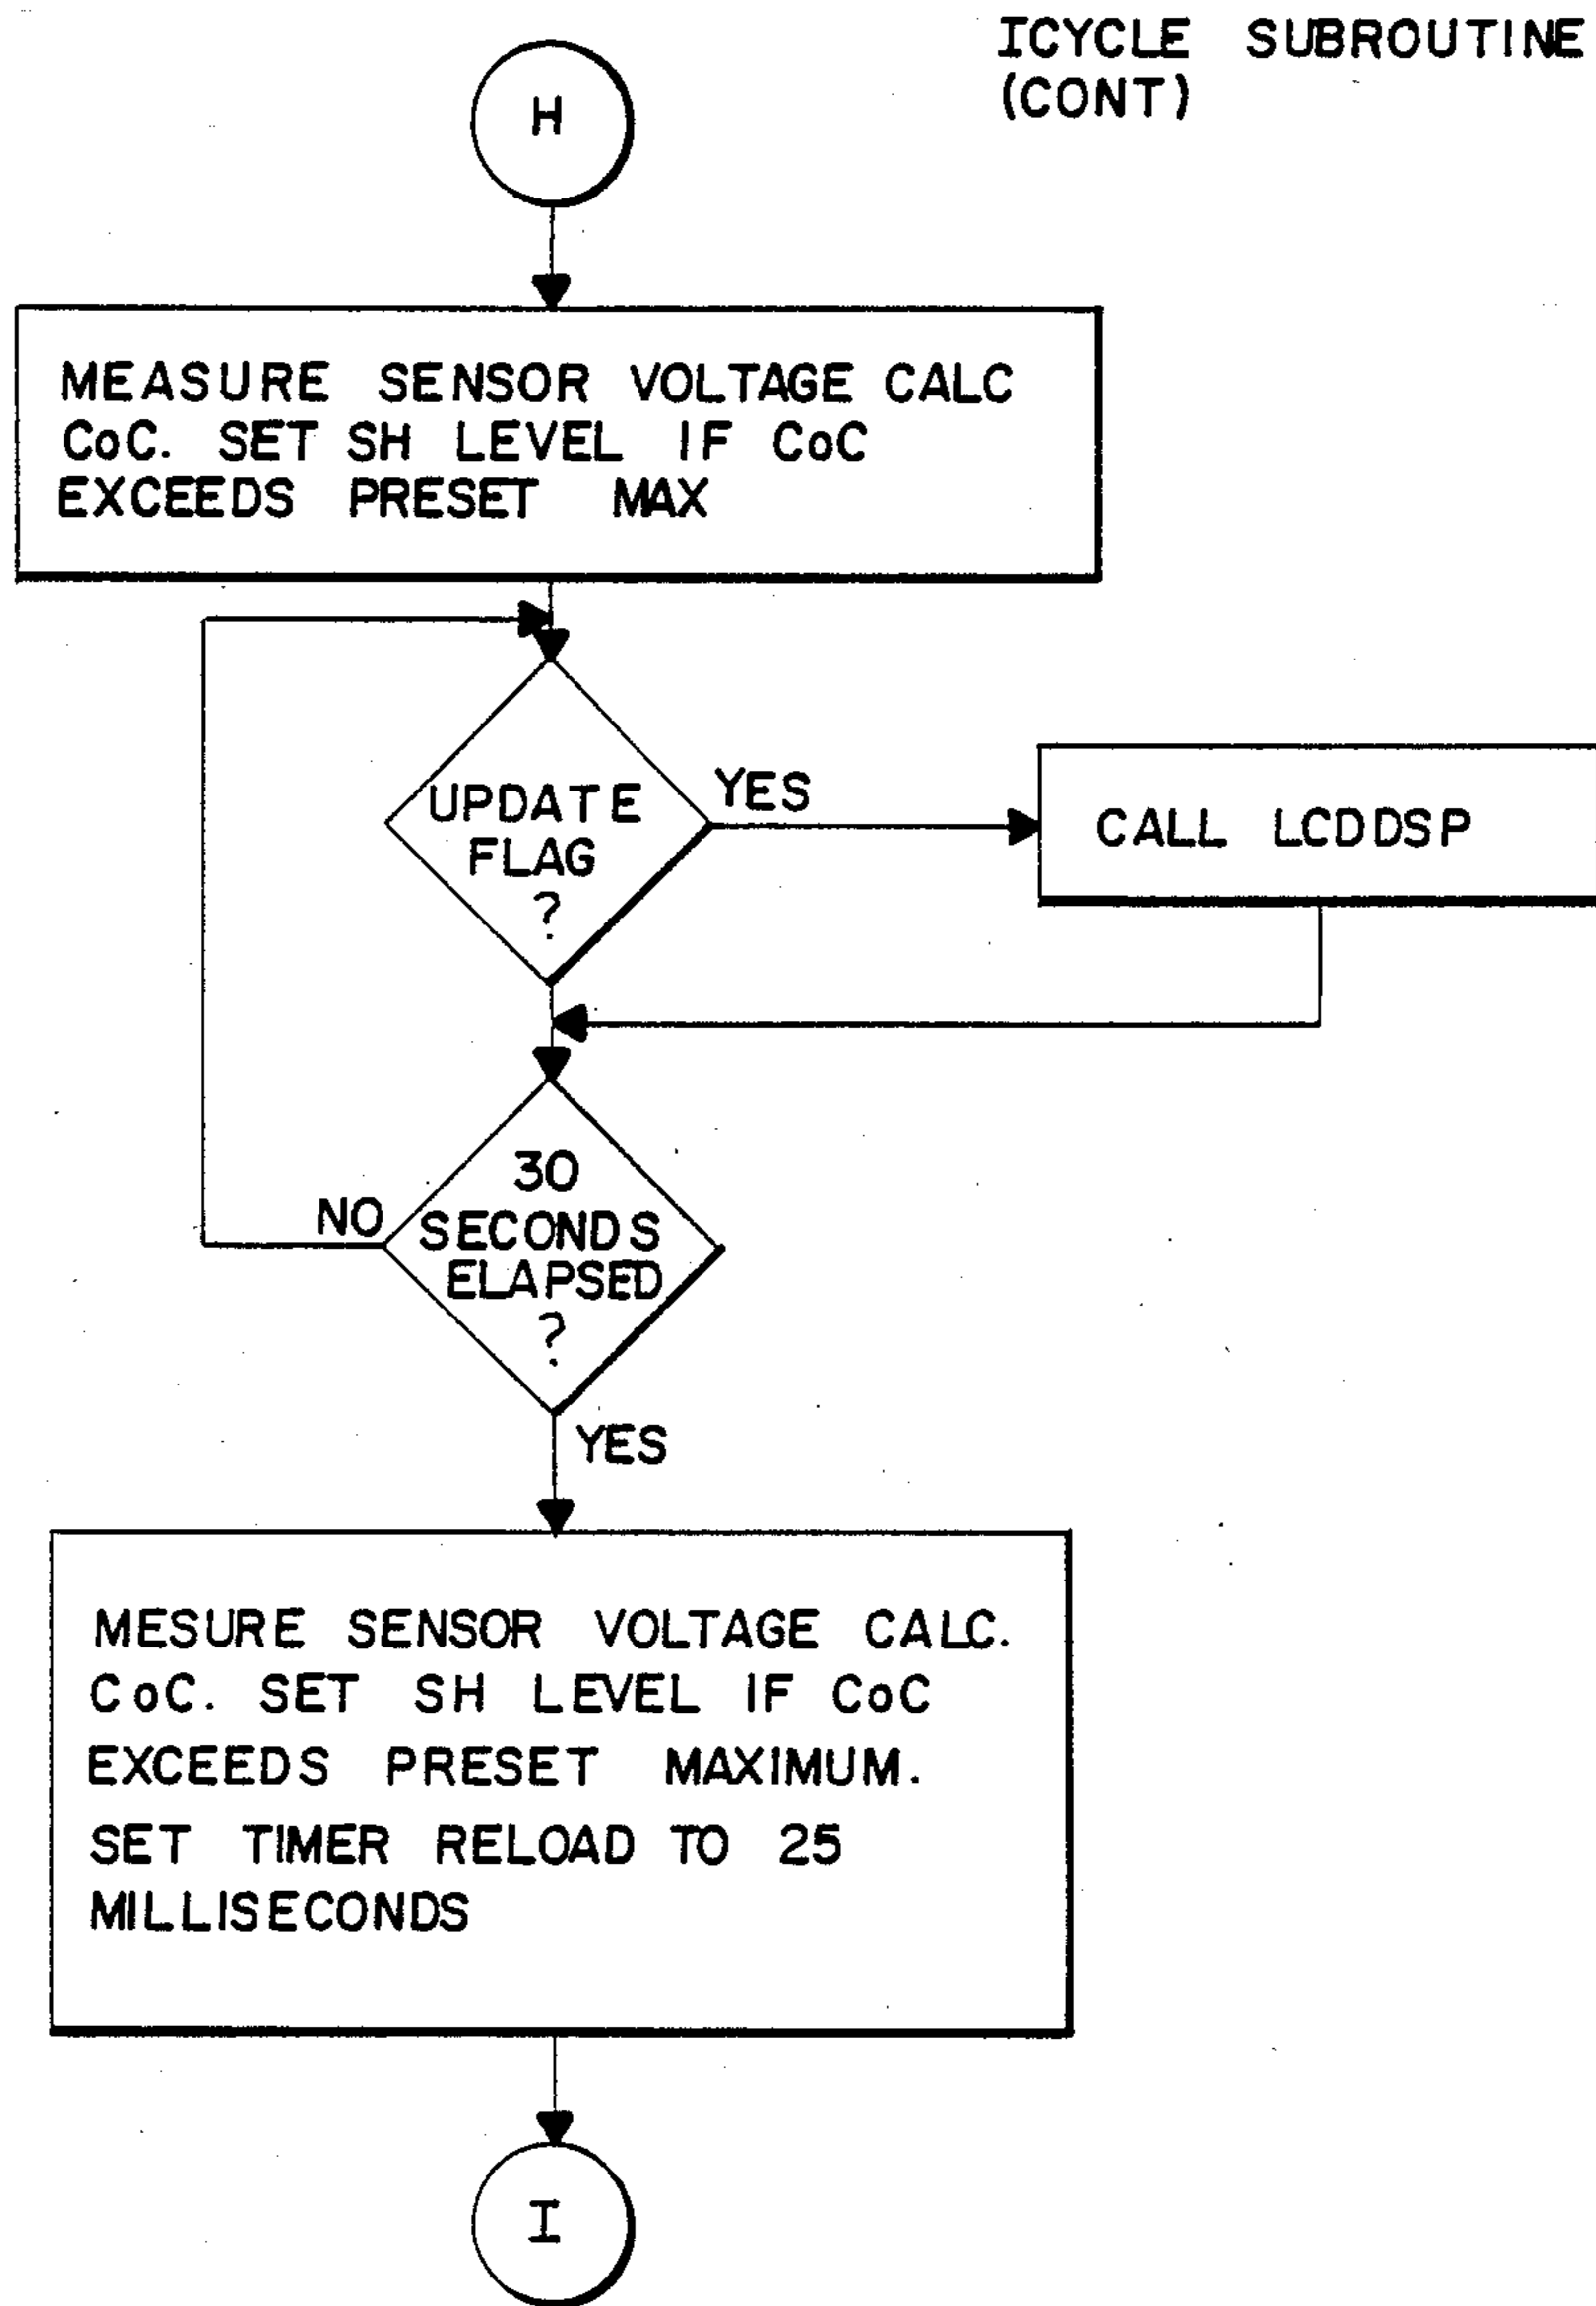 ICYCLE SUBROUTINE
(CONT)
H
MEASURE SENSOR VOLTAGE CALC
CoC. SET SH LEVEL IF CoC
EXCEEDS PRESET MAX
UPDATE
FLAG
?
YES
CALL LCDDSP
30
SECONDS
ELAPSED
?
NO
YES
MESURE SENSOR VOLTAGE CALC.
CoC. SET SH LEVEL IF CoC
EXCEEDS PRESET MAXIMUM.
SET TIMER RELOAD TO 25
MILLISECONDS
I